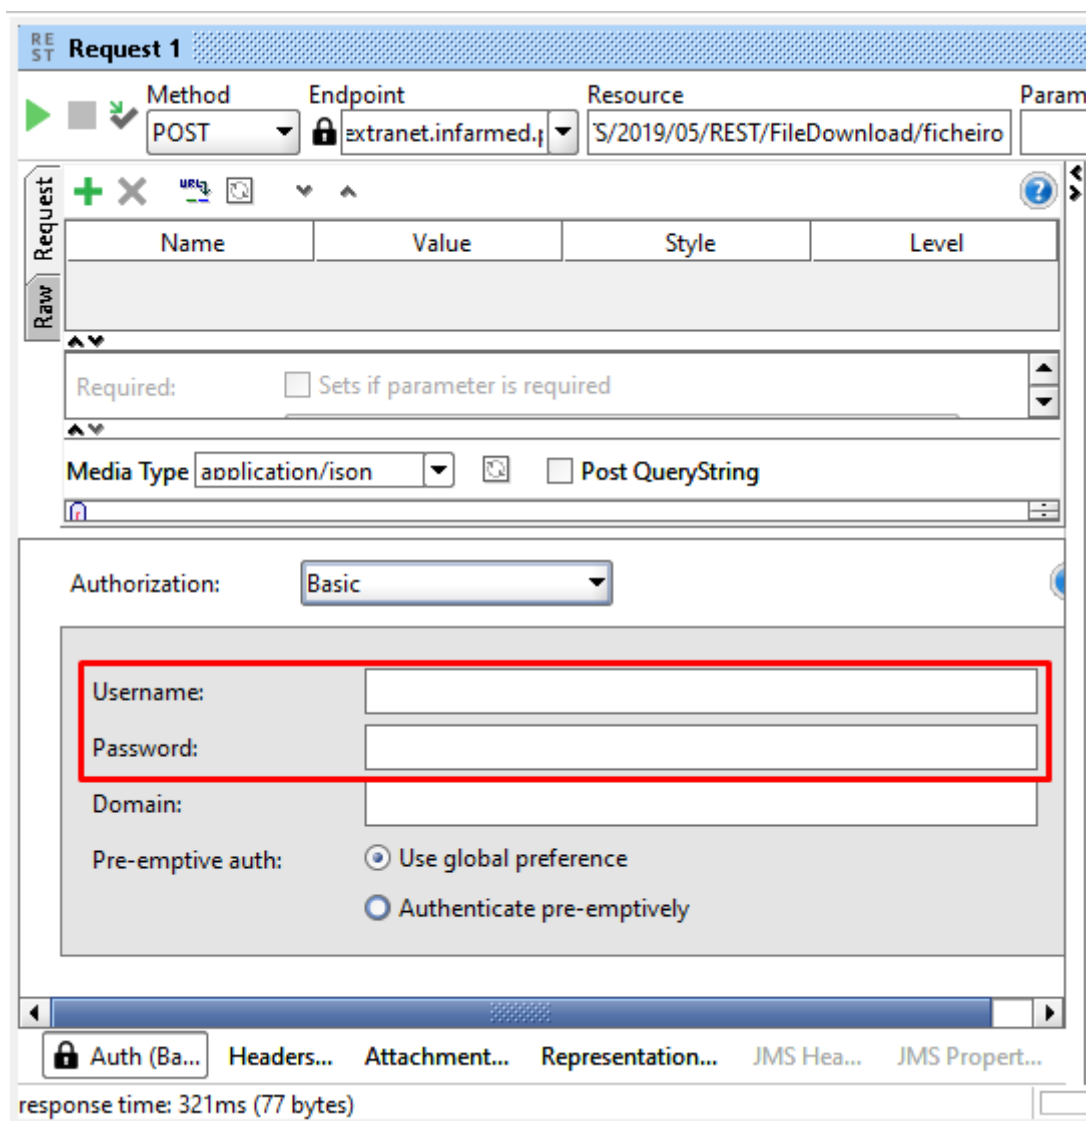 RE
ST Request 1
Method Endpoint Resource Param
POST extranet.infarmed.p S/2019/05/REST/FileDownload/ficheiro
Request
Raw
Name Value Style Level
Required: Sets if parameter is required
Media Type application/json Post QueryString
Authorization: Basic
Username:
Password:
Domain:
Pre-emptive auth: Use global preference
Authenticate pre-emptively
Auth (Ba... Headers... Attachment... Representation... JMS Hea... JMS Propert...
response time: 321ms (77 bytes)